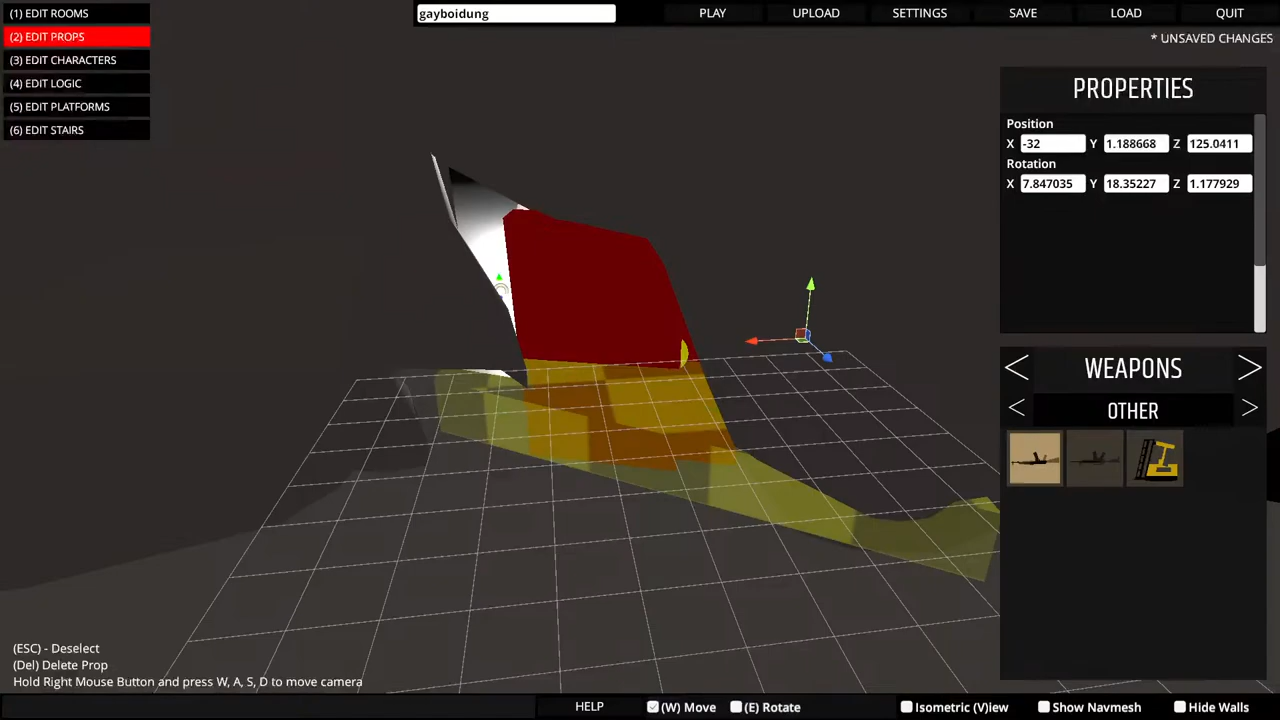 (1) EDIT ROOMS
gayboidung
PLAY
UPLOAD
SETTINGS
SAVE
LOAD
QUIT
(2) EDIT PROPS
* UNSAVED CHANGES
(3) EDIT CHARACTERS
(4) EDIT LOGIC
(5) EDIT PLATFORMS
(6) EDIT STAIRS
PROPERTIES
Position
X -32 Y 1.188668 Z 125.0411
Rotation
X 7.847035 Y 18.35227 Z 1.177929
< WEAPONS >
< OTHER >
(ESC) - Deselect
(Del) Delete Prop
Hold Right Mouse Button and press W, A, S, D to move camera
HELP
(W) Move
(E) Rotate
Isometric (V)iew
Show Navmesh
Hide Walls